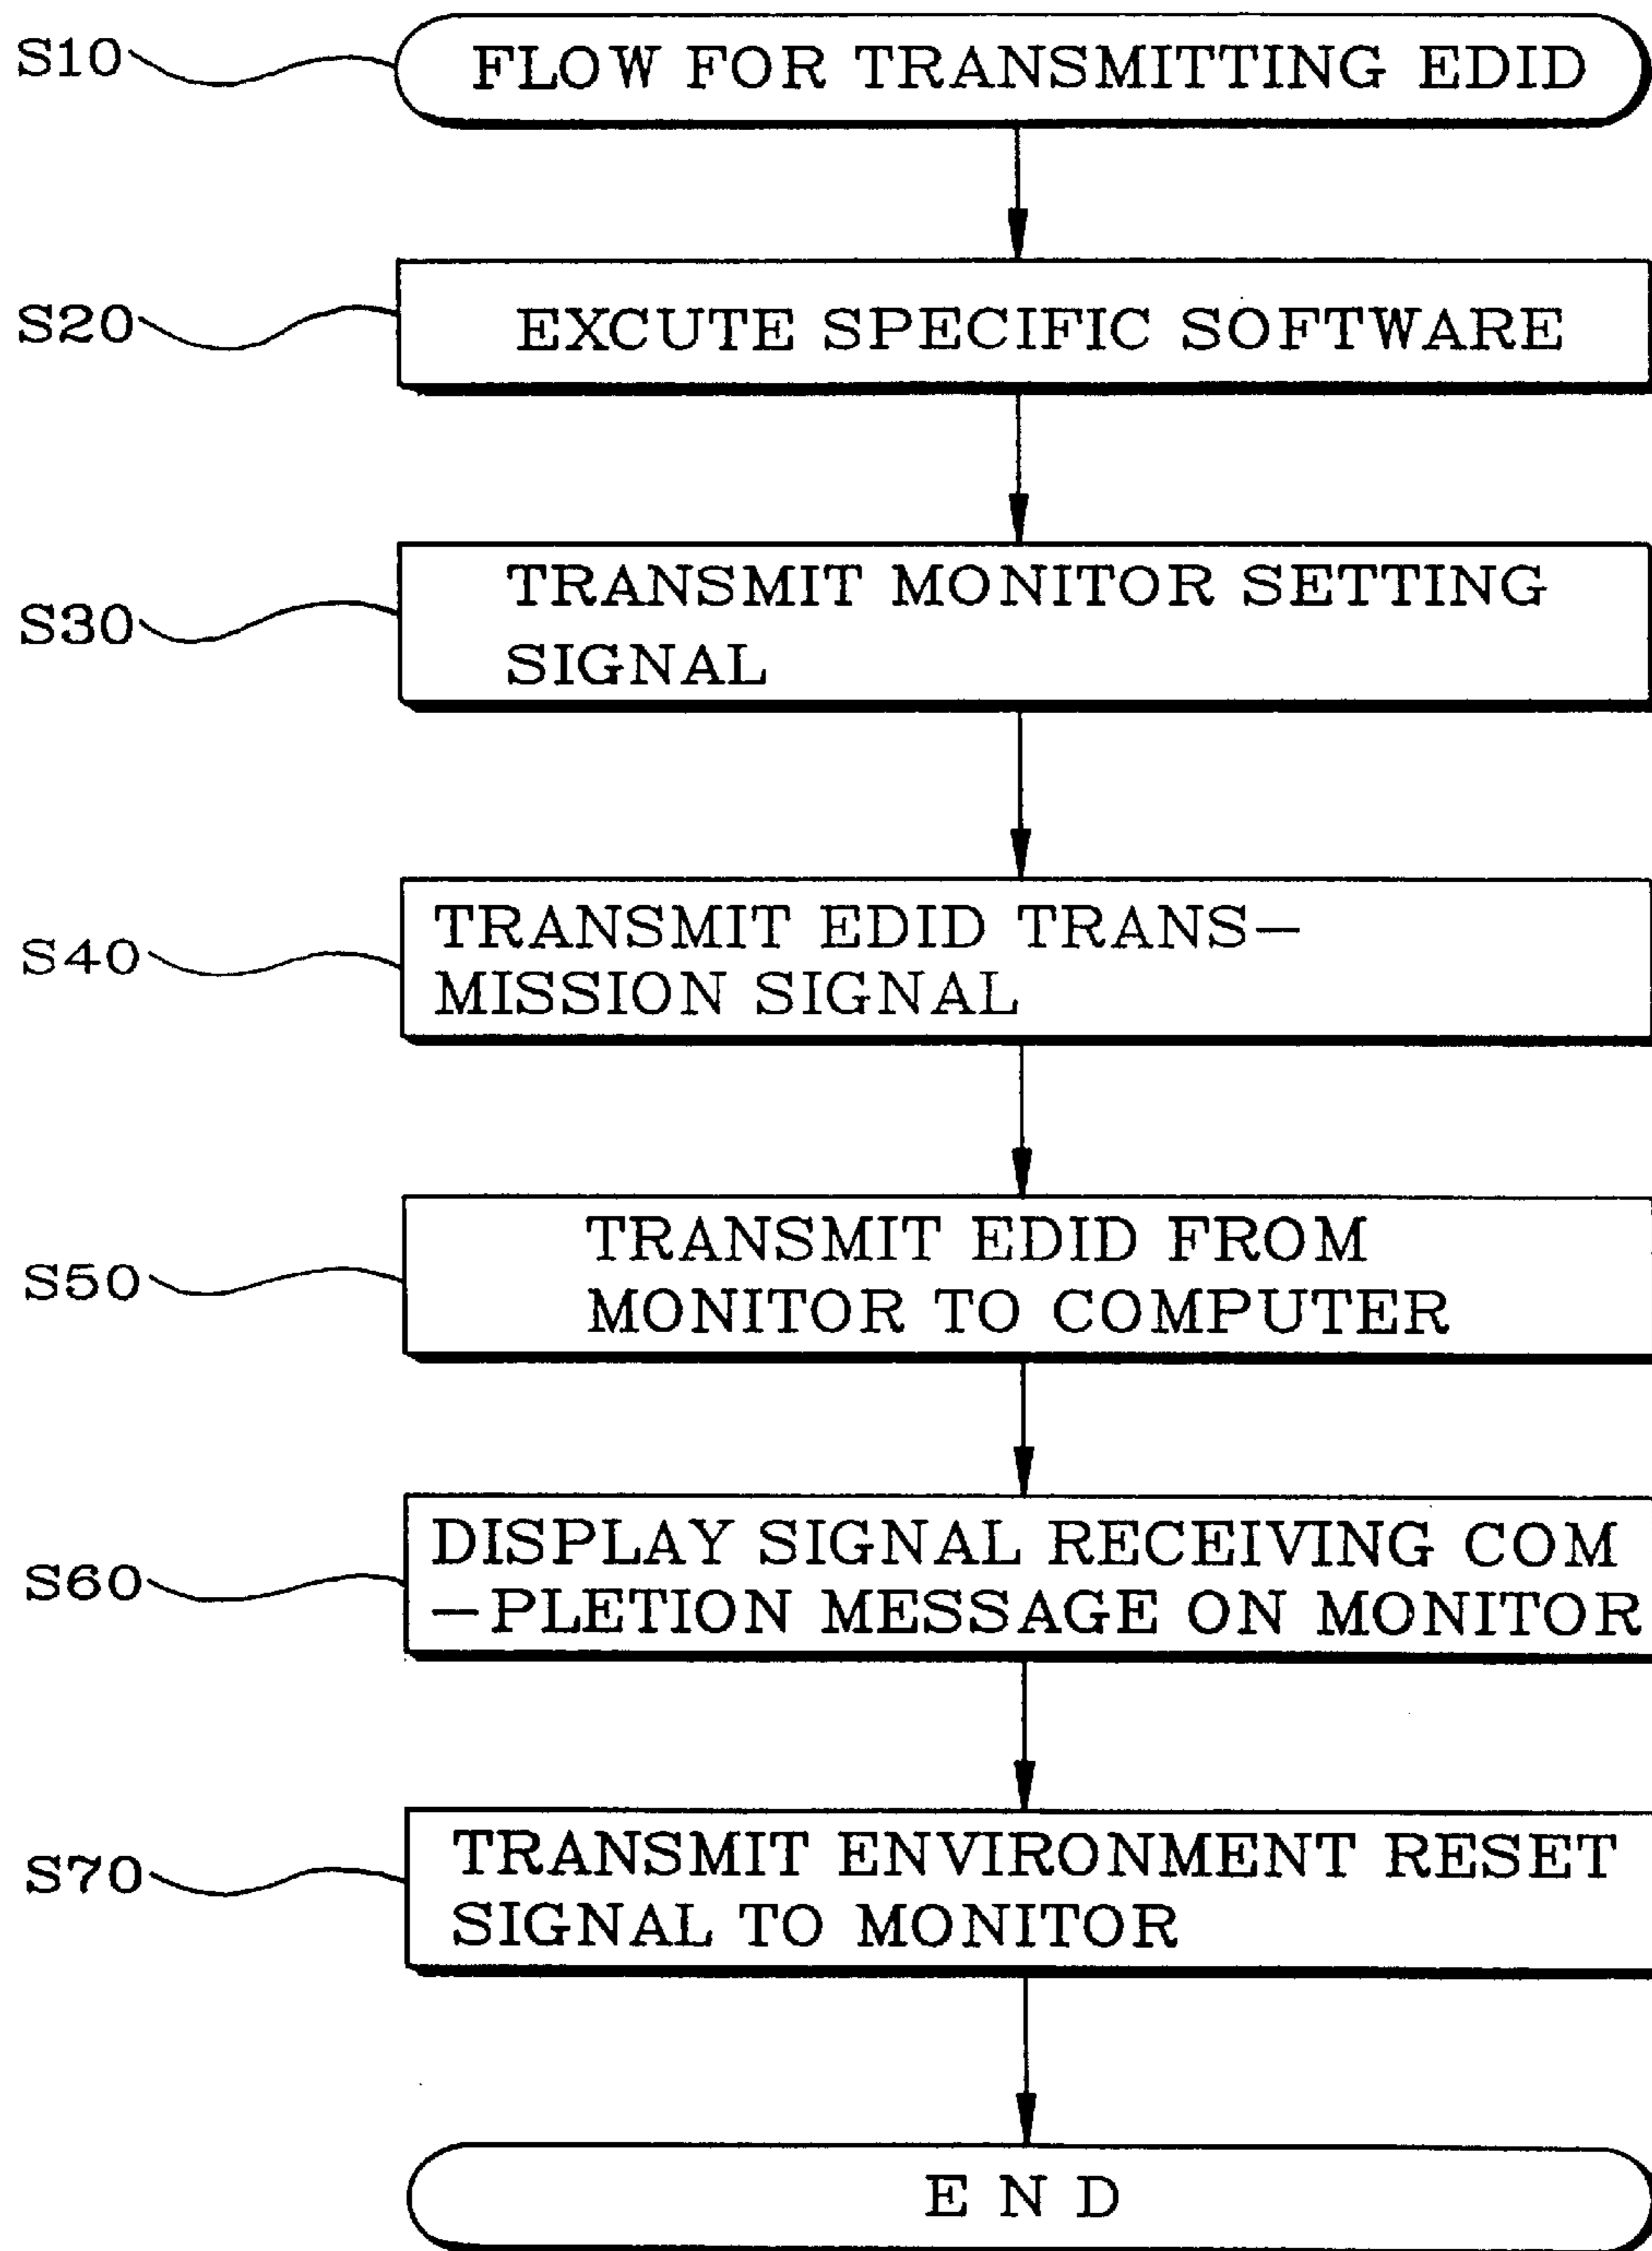 S10
FLOW FOR TRANSMITTING EDID
S20
EXCUTE SPECIFIC SOFTWARE
S30
TRANSMIT MONITOR SETTING
SIGNAL
S40
TRANSMIT EDID TRANS-
MISSION SIGNAL
S50
TRANSMIT EDID FROM
MONITOR TO COMPUTER
S60
DISPLAY SIGNAL RECEIVING COM
-PLETION MESSAGE ON MONITOR
S70
TRANSMIT ENVIRONMENT RESET
SIGNAL TO MONITOR
E N D